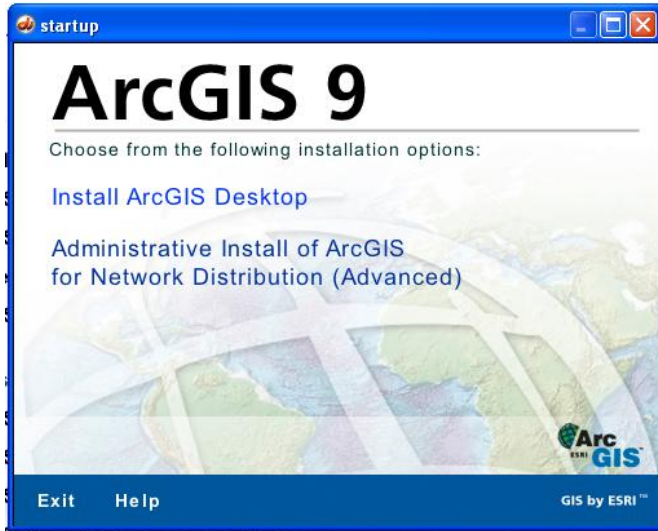 startup
ArcGIS 9
Choose from the following installation options:
Install ArcGIS Desktop
Administrative Install of ArcGIS
for Network Distribution (Advanced)
Arc
ESRI GIS
Exit Help GIS by ESRI™